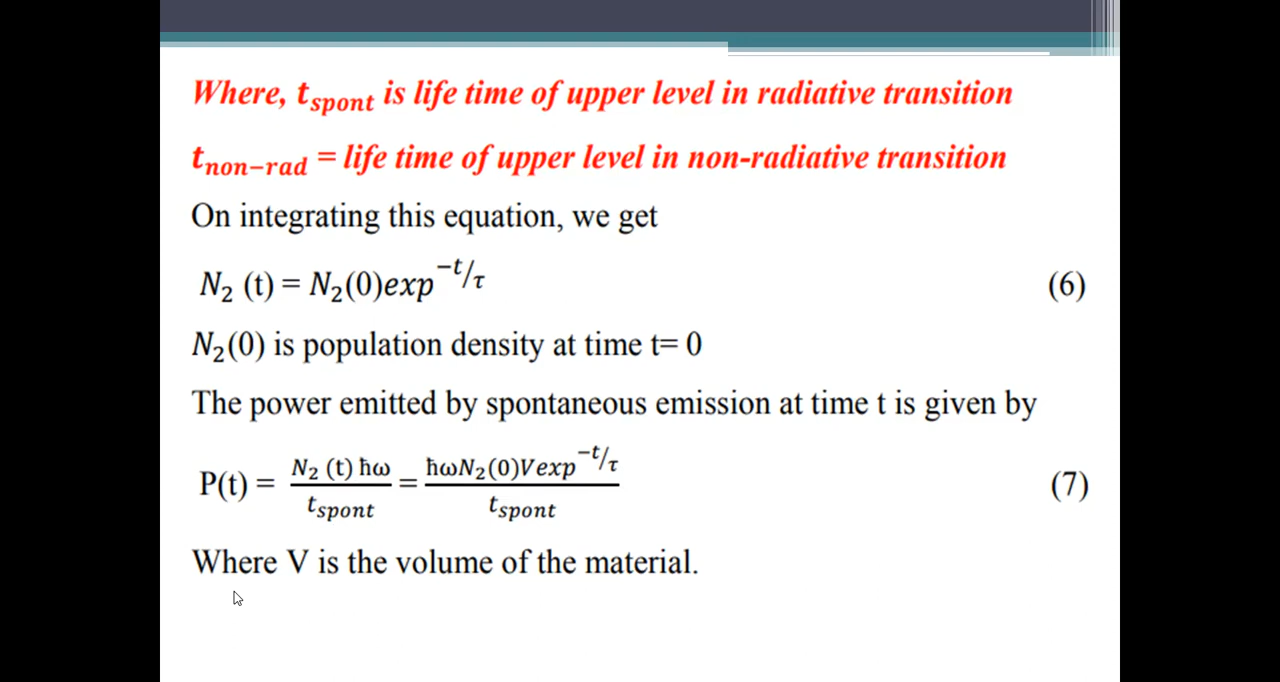 Where, t_spont is life time of upper level in radiative transition
t_non−rad = life time of upper level in non-radiative transition
On integrating this equation, we get
N₂ (t) = N₂(0)exp^−t/τ (6)
N₂(0) is population density at time t= 0
The power emitted by spontaneous emission at time t is given by
P(t) = N₂ (t) ħω / t_spont = ħωN₂(0)Vexp^−t/τ / t_spont (7)
Where V is the volume of the material.